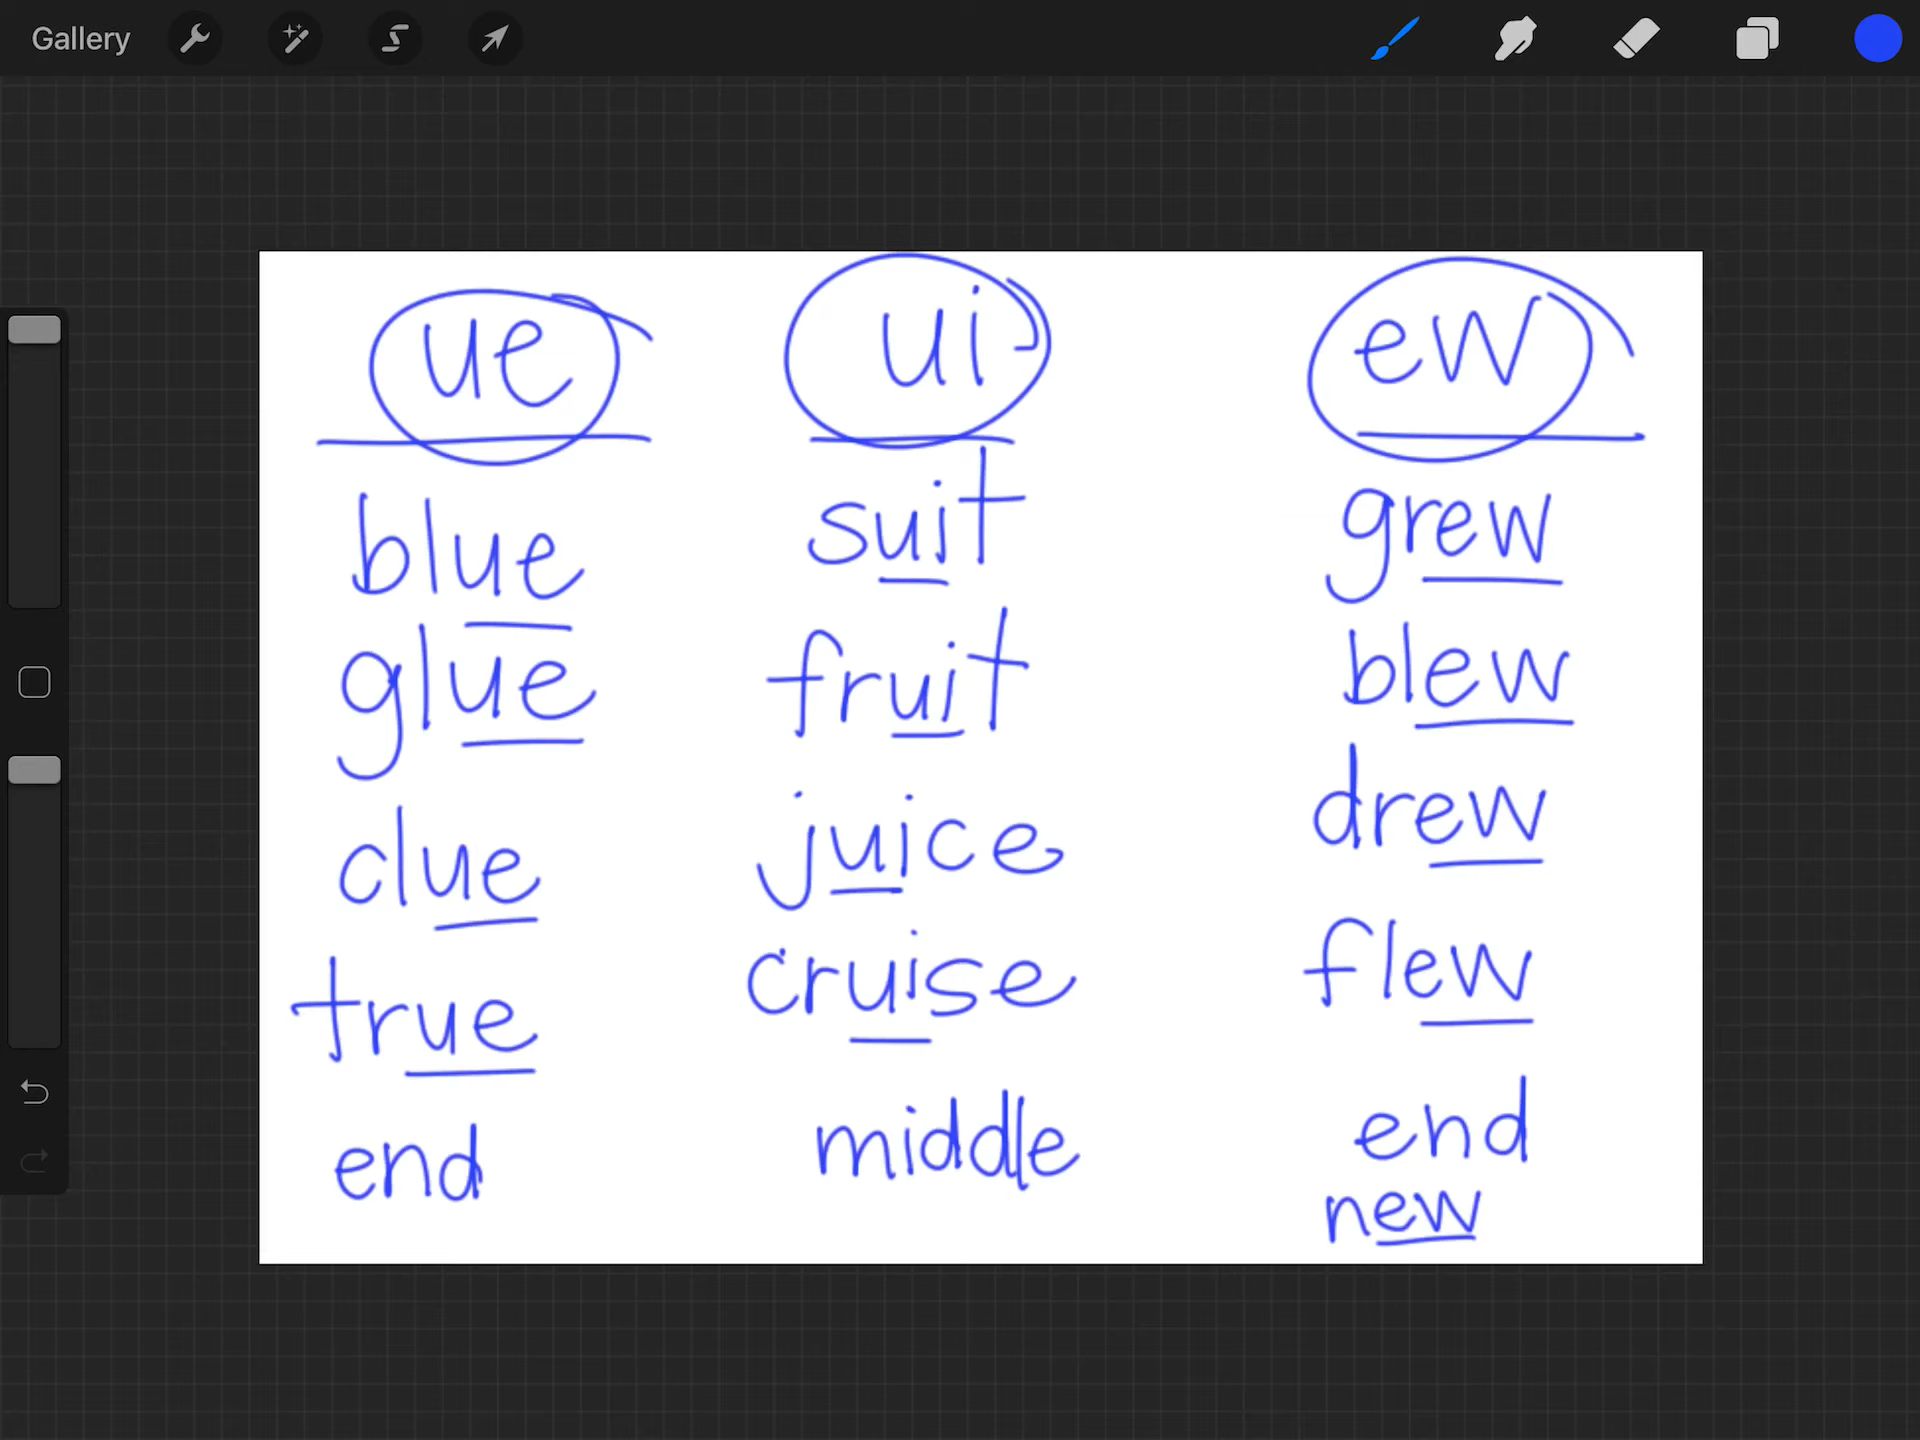 Gallery
ue ui ew
blue suit grew
glue fruit blew
clue juice drew
true cruise flew
end middle end
new